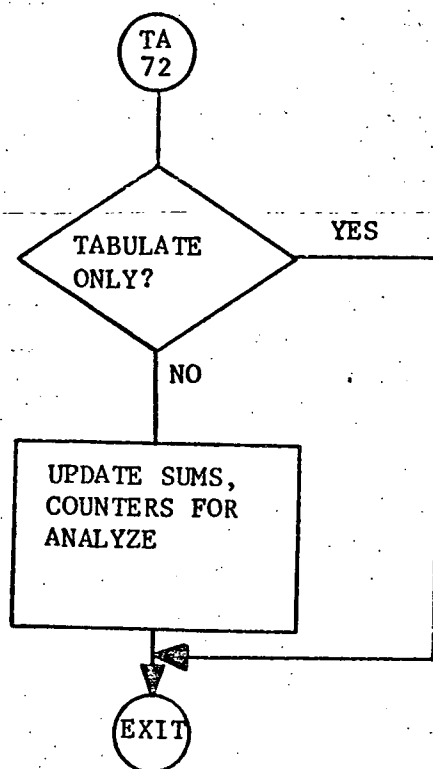 TA
72
TABULATE
ONLY?
YES
NO
UPDATE SUMS,
COUNTERS FOR
ANALYZE
EXIT